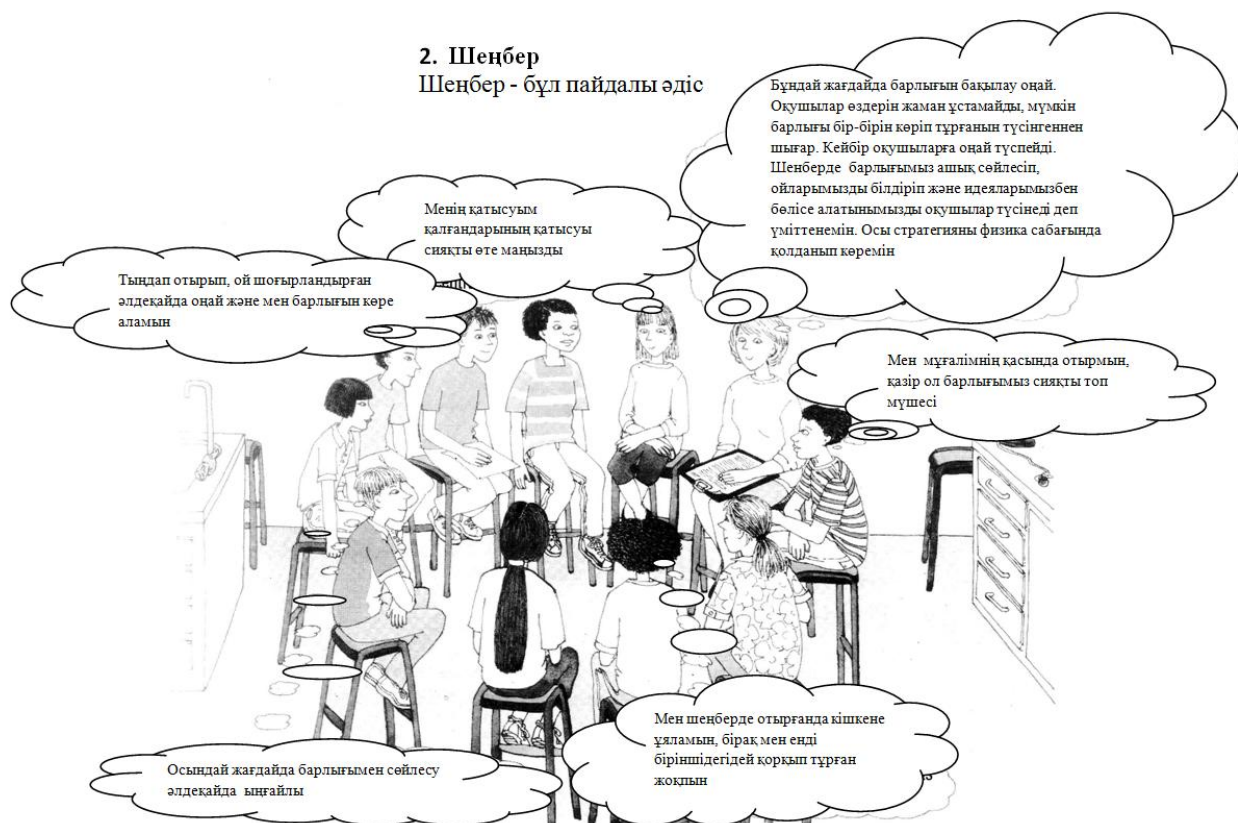 2. Шеңбер
Шеңбер - бұл пайдалы әдіс
Бұндай жағдайда барлығын бақылау оңай.
Оқушылар өздерін жаман ұстамайды, мүмкін
барлығы бір-бірін көріп тұрғанын түсінгеннен
шығар. Кейбір оқушыларға оңай түспейді.
Шенберде барлығымыз ашық сөйлесіп,
ойларымызды білдіріп және идеяларымызбен
бөлісе алатынымызды оқушылар түсінеді деп
үміттенемін. Осы стратегияны физика сабағында
қолданып көремін
Менің қатысуым
қалғандарының қатысуы
сияқты өте маңызды
Тыңдап отырып, ой шоғырландырған
әлдеқайда оңай және мен барлығын көре
аламын
Мен мұғалімнің қасында отырмын,
қазір ол барлығымыз сияқты топ
мүшесі
Мен шеңберде отырғанда кішкене
ұяламын, бірақ мен енді
біріншідегідей қорқып тұрған
жоқпын
Осындай жағдайда барлығымен сөйлесу
әлдеқайда ыңғайлы